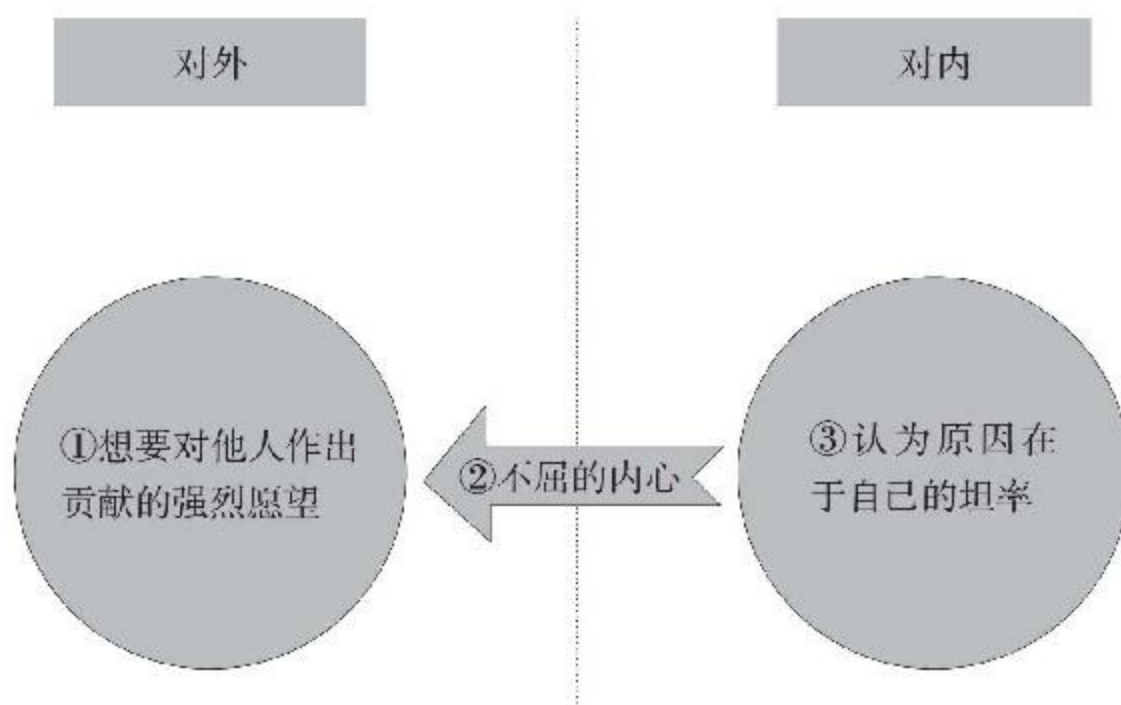 对外
对内
①想要对他人作出
贡献的强烈愿望
②不屈的内心
③认为原因在
于自己的坦率